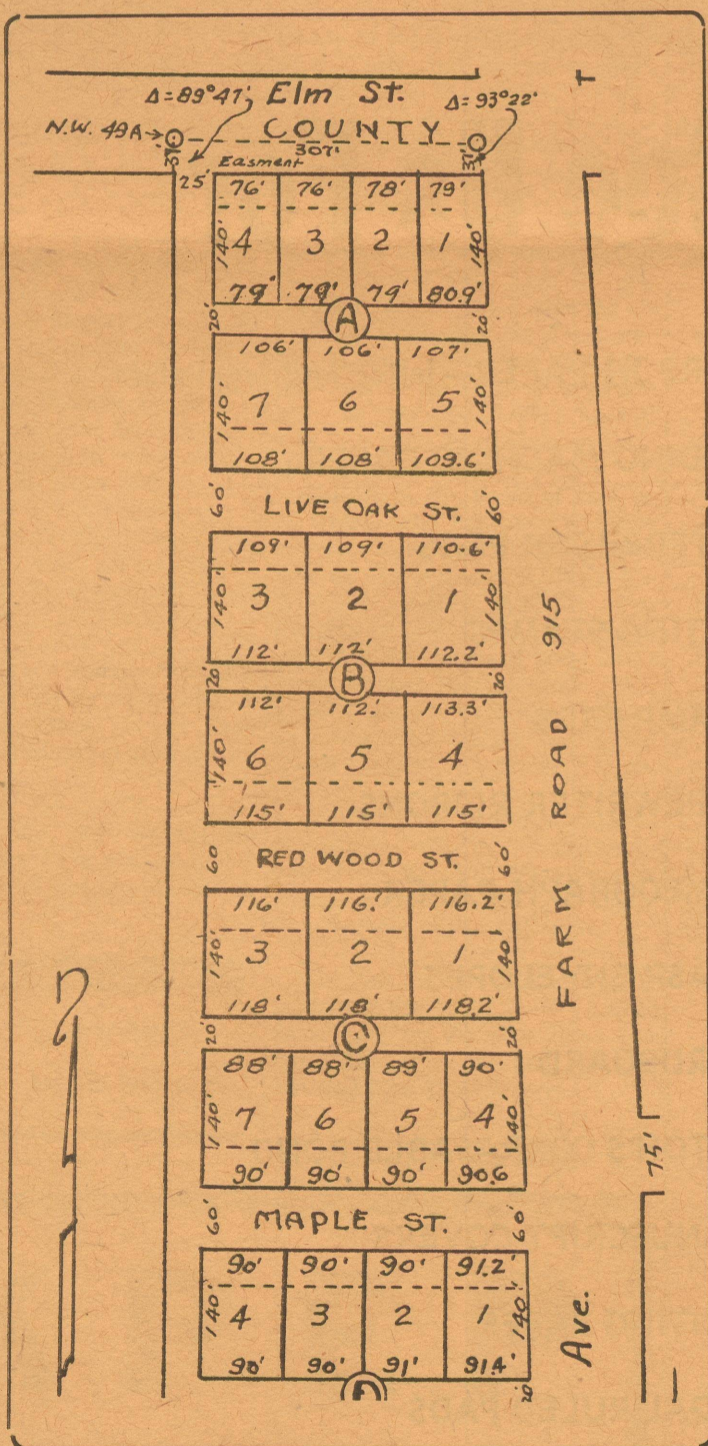 Δ=89°47' Elm St. Δ=93°22'
N.W. 49A COUNTY
37' 307' 37'
Easment
25' 76' 76' 78' 79'
140' 4 3 2 1 140'
79' 79' 79' 80.9'
20' A 20'
106' 106' 107'
140' 7 6 5 140'
108' 108' 109.6'
60' LIVE OAK ST. 60'
109' 109' 110.6'
140' 3 2 1 140'
112' 112' 112.2'
20' B 20'
112' 112' 113.3'
140' 6 5 4
115' 115' 115'
60 RED WOOD ST. 60'
116' 116' 116.2'
140' 3 2 1 140'
118' 118' 118.2'
20' C 20'
88' 88' 89' 90'
140' 7 6 5 4 140'
90' 90' 90' 90.6
60' MAPLE ST. 60'
90' 90' 90' 91.2'
140' 4 3 2 1 140'
90' 90' 91' 91.4'
D 20'
FARM ROAD 915
75'
Ave.